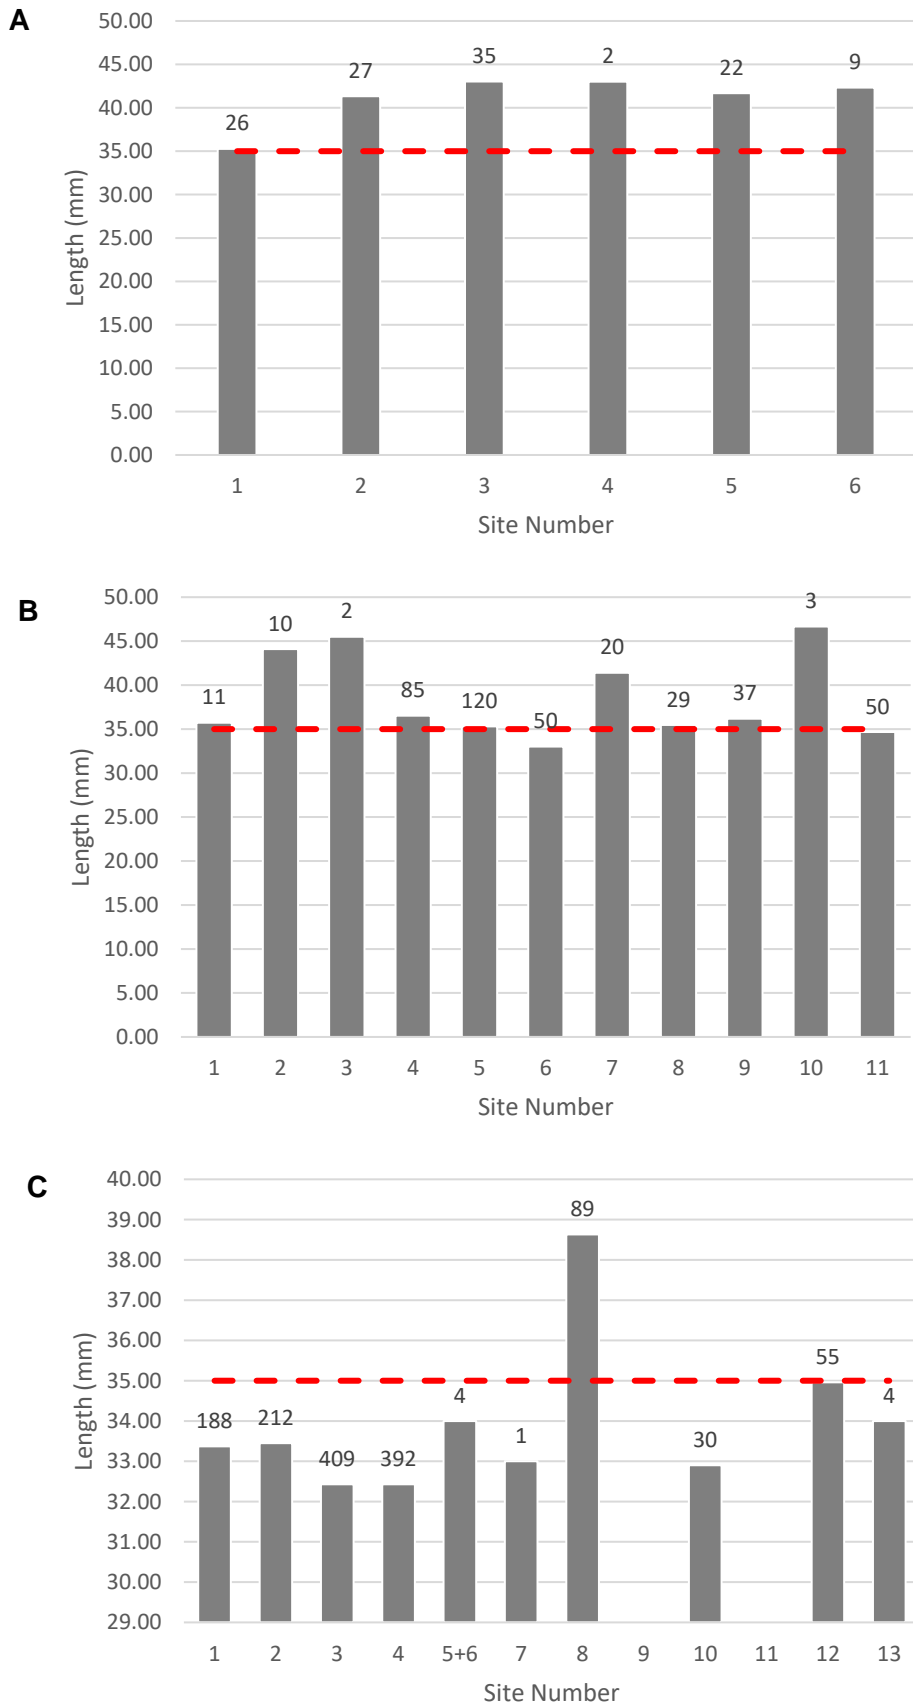 A
50.00
45.00
40.00
35.00
30.00
25.00
20.00
15.00
10.00
5.00
0.00
Length (mm)
26 27 35 2 22 9
1 2 3 4 5 6
Site Number
B
50.00
45.00
40.00
35.00
30.00
25.00
20.00
15.00
10.00
5.00
0.00
Length (mm)
11 10 2 85 120 50 20 29 37 3 50
1 2 3 4 5 6 7 8 9 10 11
Site Number
C
40.00
39.00
38.00
37.00
36.00
35.00
34.00
33.00
32.00
31.00
30.00
29.00
Length (mm)
188 212 409 392 4 1 89 30 55 4
1 2 3 4 5+6 7 8 9 10 11 12 13
Site Number